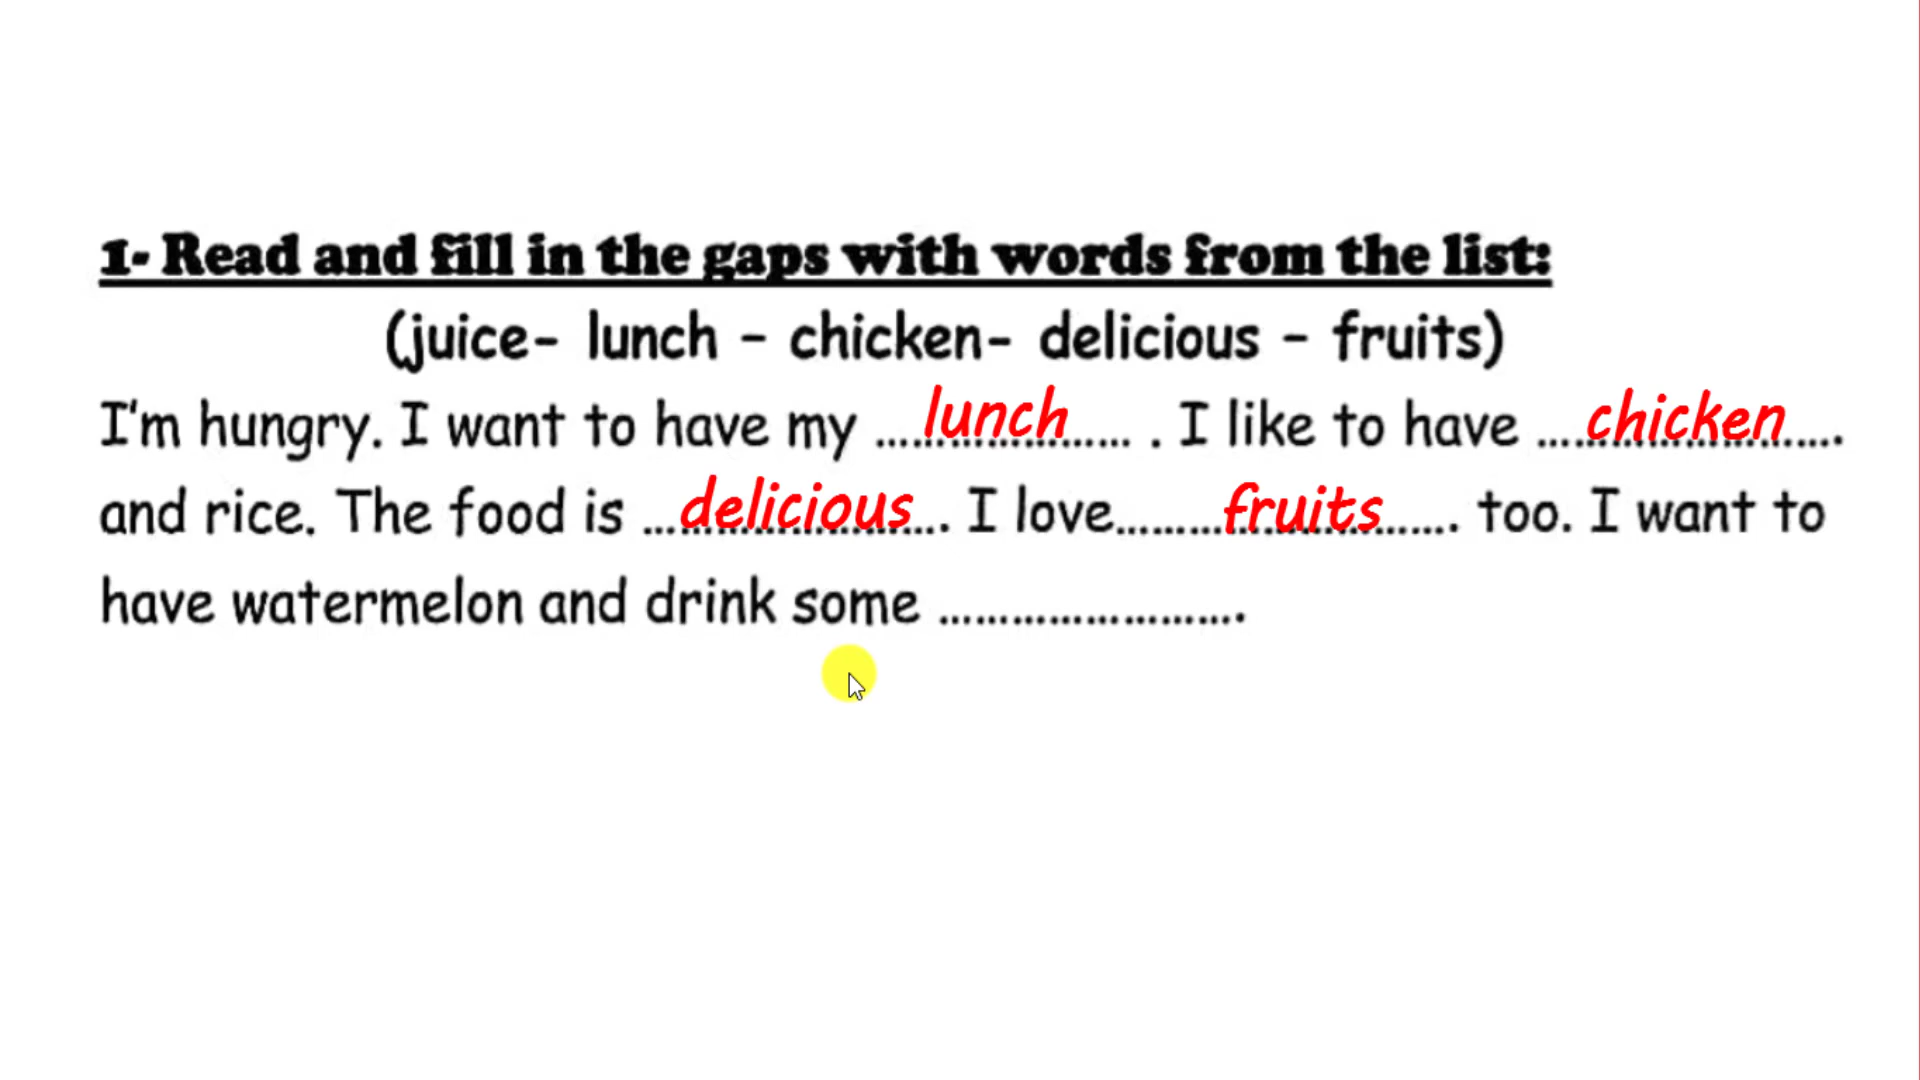 1- Read and fill in the gaps with words from the list:
(juice- lunch – chicken- delicious – fruits)
I'm hungry. I want to have my ....lunch.... . I like to have ....chicken.....
and rice. The food is ...delicious... I love.........fruits....... too. I want to
have watermelon and drink some .........................